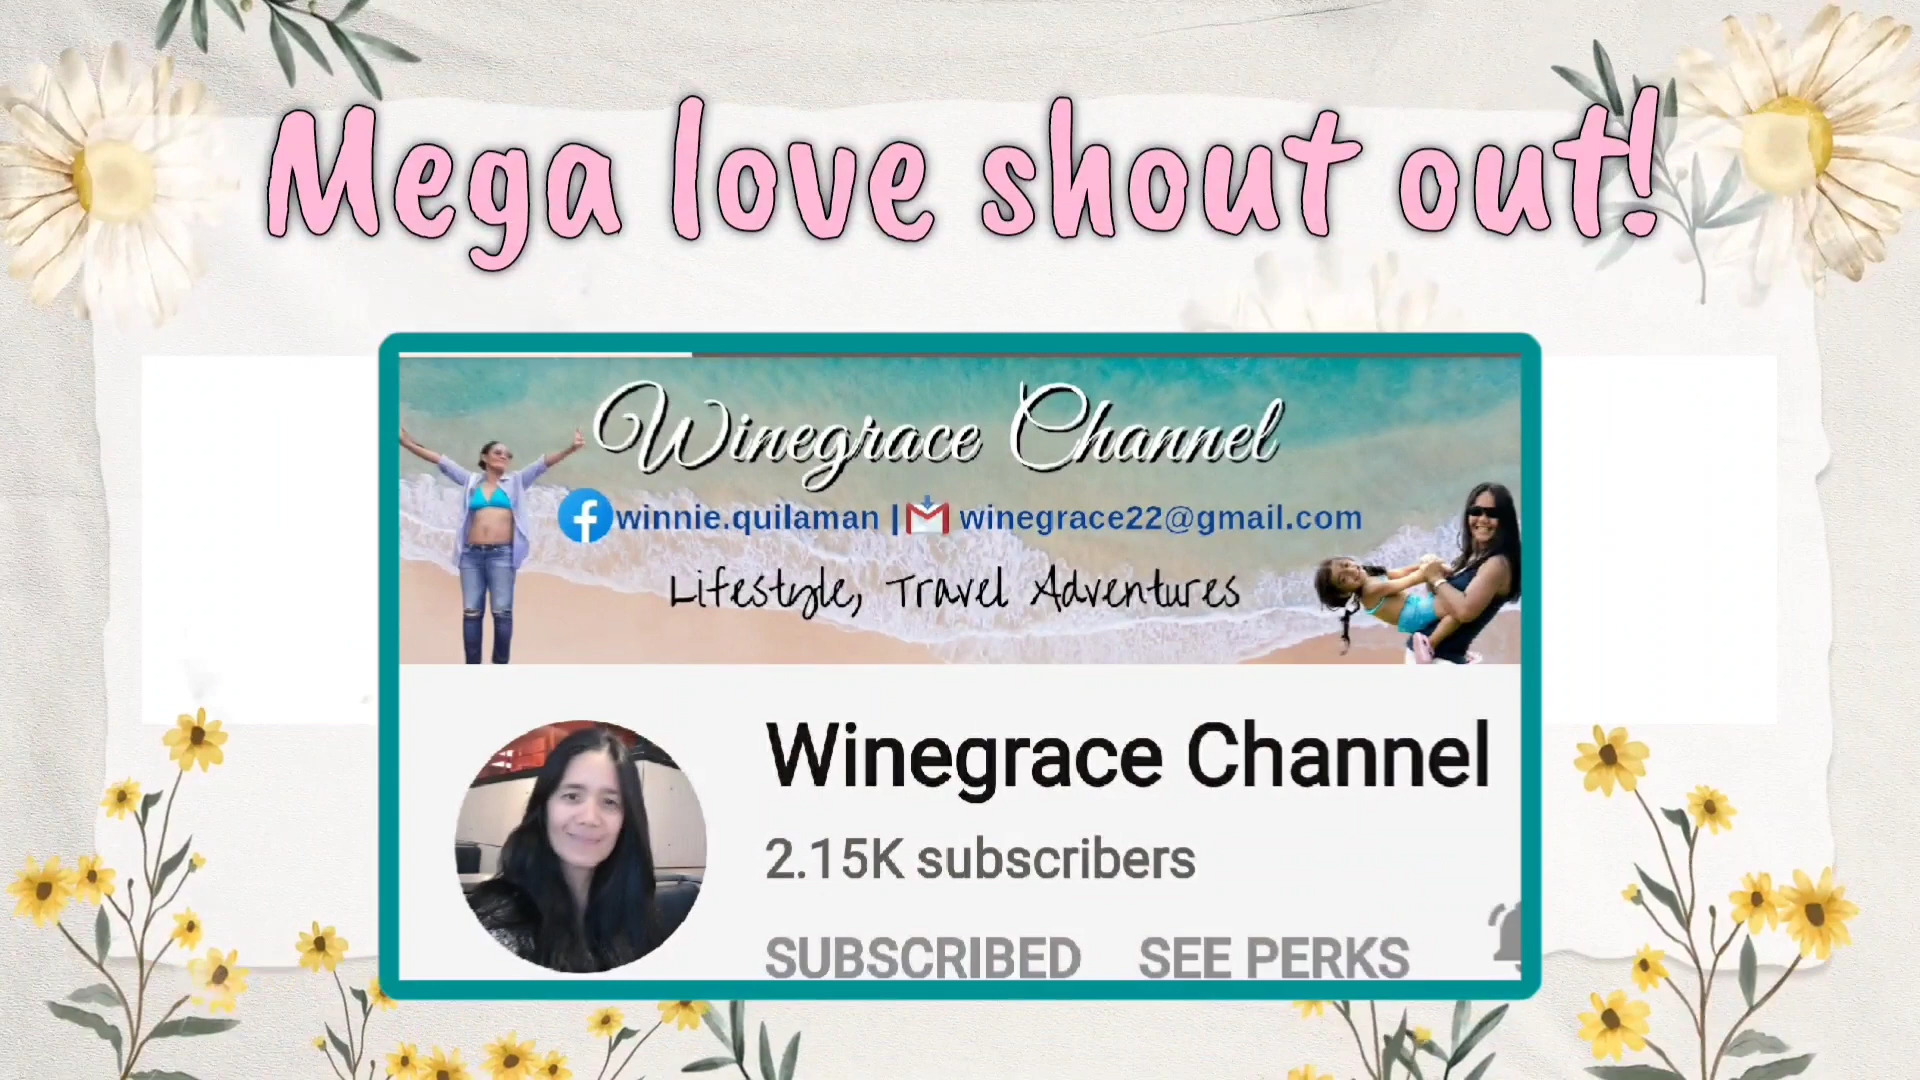 Mega love shout out!
Winegrace Channel
winnie.quilaman | winegrace22@gmail.com
Lifestyle, Travel Adventures
Winegrace Channel
2.15K subscribers
SUBSCRIBED SEE PERKS